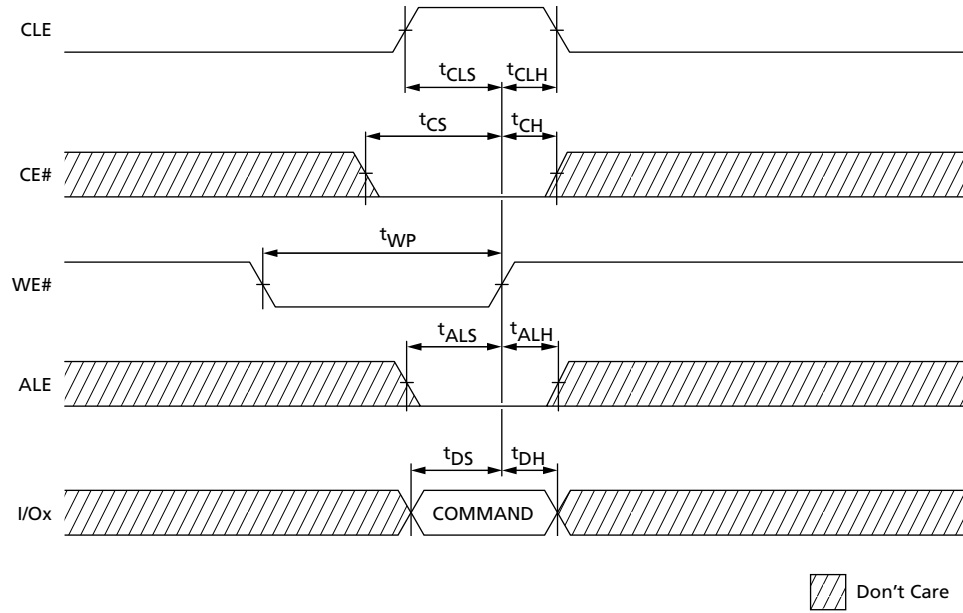 CLE
tCLS tCLH
tCS tCH
CE#
tWP
WE#
tALS tALH
ALE
tDS tDH
I/Ox COMMAND
Don't Care